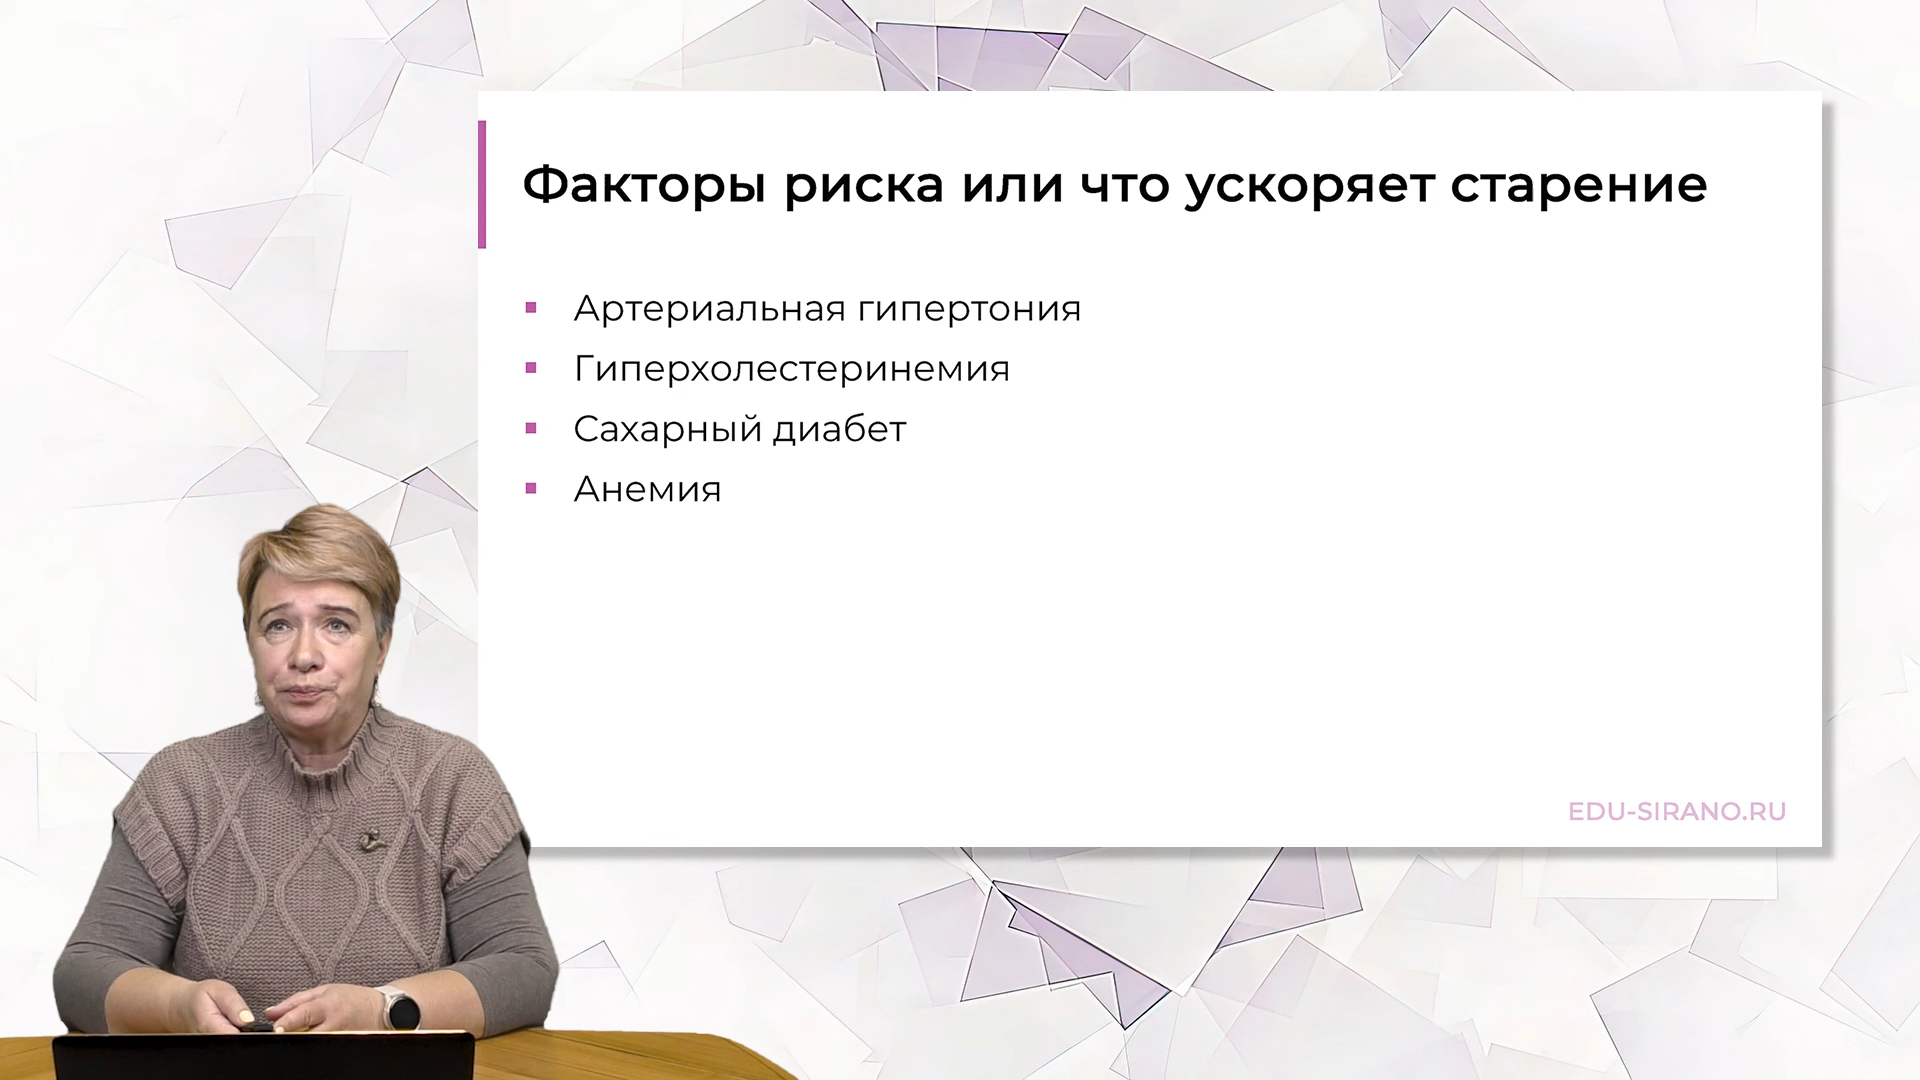 Факторы риска или что ускоряет старение
Артериальная гипертония
Гиперхолестеринемия
Сахарный диабет
Анемия
EDU-SIRANO.RU